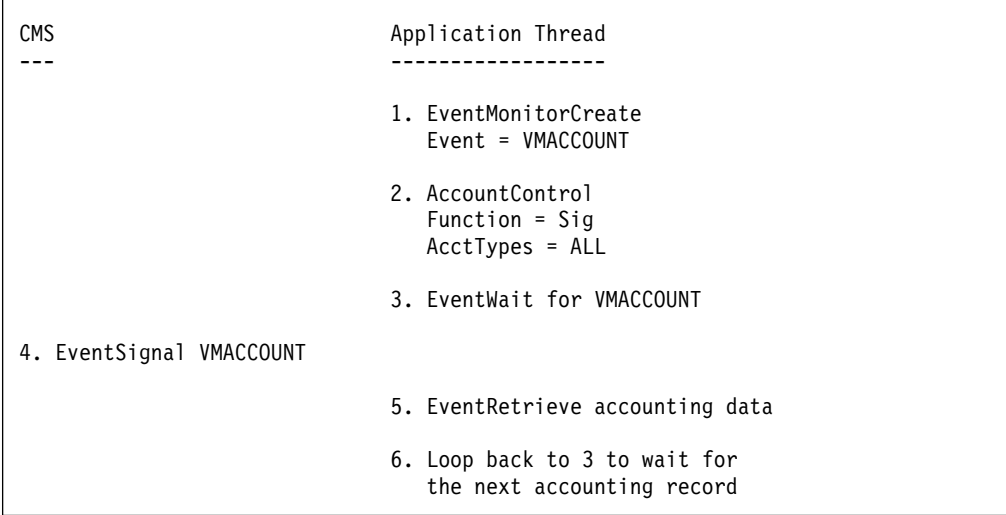 CMS Application Thread
--- ------------------
1. EventMonitorCreate
Event = VMACCOUNT
2. AccountControl
Function = Sig
AcctTypes = ALL
3. EventWait for VMACCOUNT
4. EventSignal VMACCOUNT
5. EventRetrieve accounting data
6. Loop back to 3 to wait for
the next accounting record